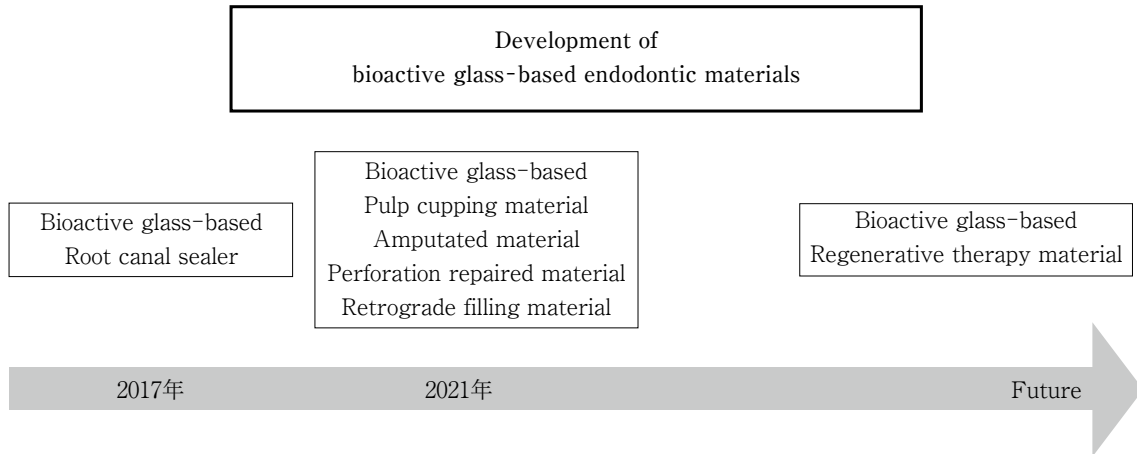 Development of
bioactive glass-based endodontic materials
Bioactive glass-based
Root canal sealer
Bioactive glass-based
Pulp cupping material
Amputated material
Perforation repaired material
Retrograde filling material
Bioactive glass-based
Regenerative therapy material
2017年
2021年
Future